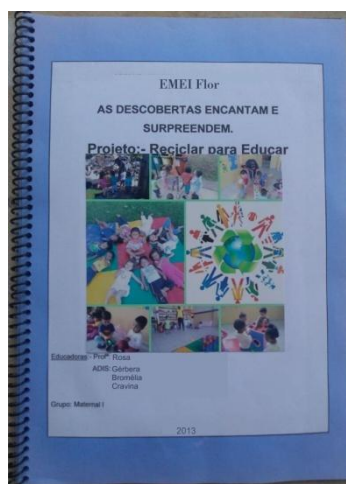 EMEI Flor
AS DESCOBERTAS ENCANTAM E
SURPREENDEM.
Projeto:- Reciclar para Educar
Educadoras:- Profª: Rosa
ADIS: Gérbera
Bromélia
Cravina
Grupo: Maternal I
2013